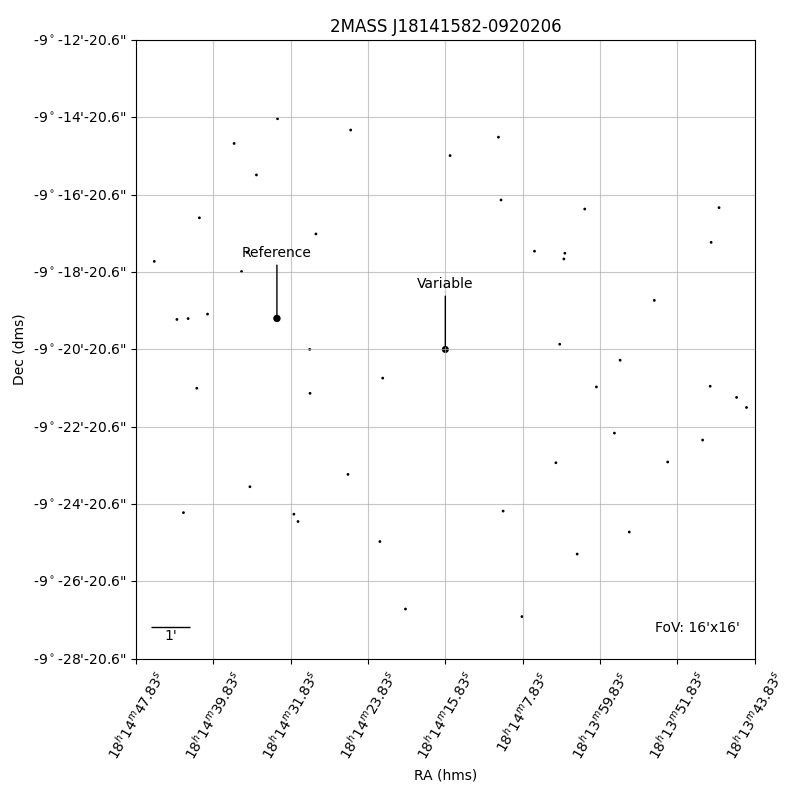 2MASS J18141582-0920206
-9°-12'-20.6"
-9°-14'-20.6"
-9°-16'-20.6"
-9°-18'-20.6"
-9°-20'-20.6"
-9°-22'-20.6"
-9°-24'-20.6"
-9°-26'-20.6"
-9°-28'-20.6"
Dec (dms)
Reference
Variable
1'
FoV: 16'x16'
18ʰ14ᵐ47.83ˢ
18ʰ14ᵐ39.83ˢ
18ʰ14ᵐ31.83ˢ
18ʰ14ᵐ23.83ˢ
18ʰ14ᵐ15.83ˢ
18ʰ14ᵐ7.83ˢ
18ʰ13ᵐ59.83ˢ
18ʰ13ᵐ51.83ˢ
18ʰ13ᵐ43.83ˢ
RA (hms)